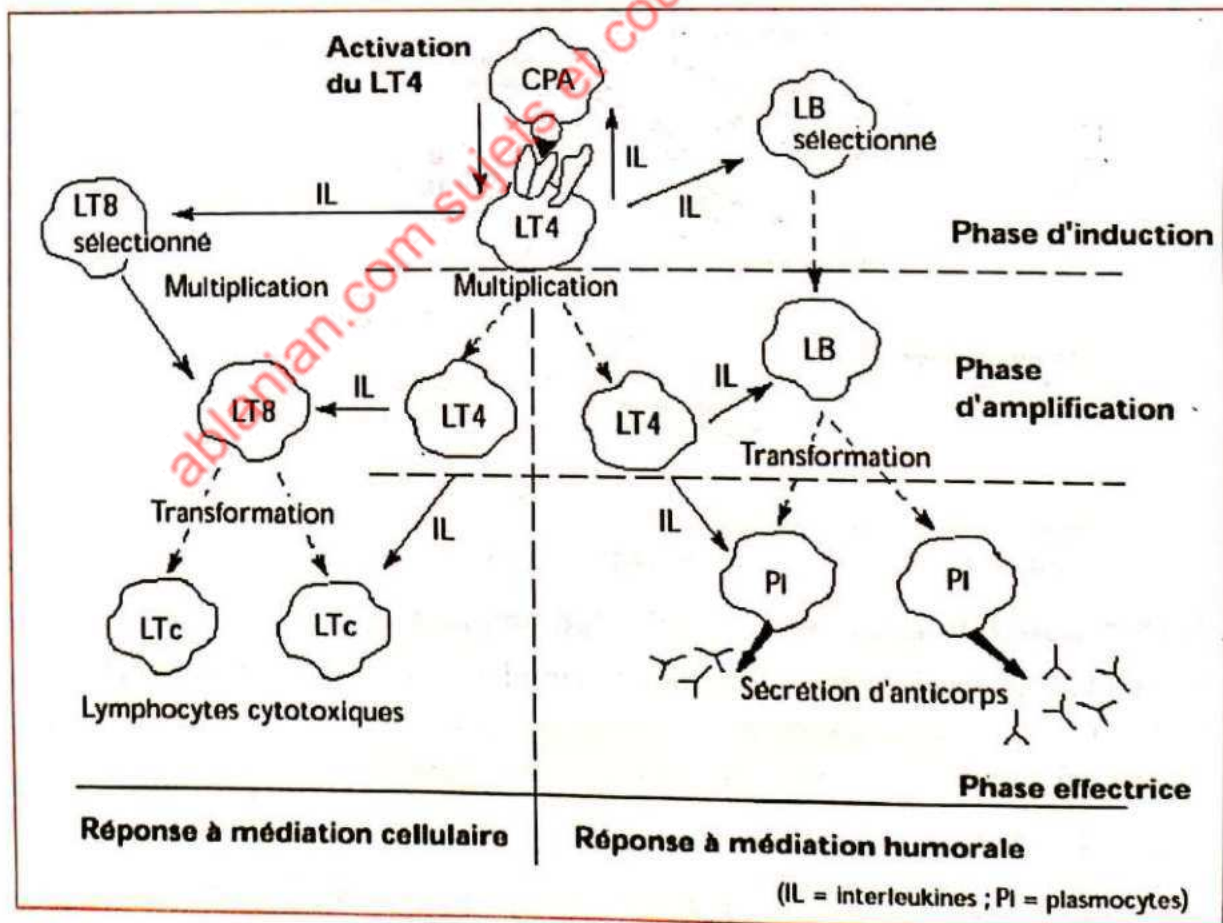 Activation
du LT4
CPA
LB
sélectionné
IL
IL
IL
LT8
sélectionné
LT4
Phase d'induction
Multiplication
Multiplication
LB
Phase
d'amplification
IL
IL
LT8
LT4
LT4
Transformation
Transformation
IL
IL
LTc
LTc
PI
PI
Lymphocytes cytotoxiques
Sécrétion d'anticorps
Phase effectrice
Réponse à médiation cellulaire
Réponse à médiation humorale
(IL = interleukines ; PI = plasmocytes)
ablanian.com sujets et cou